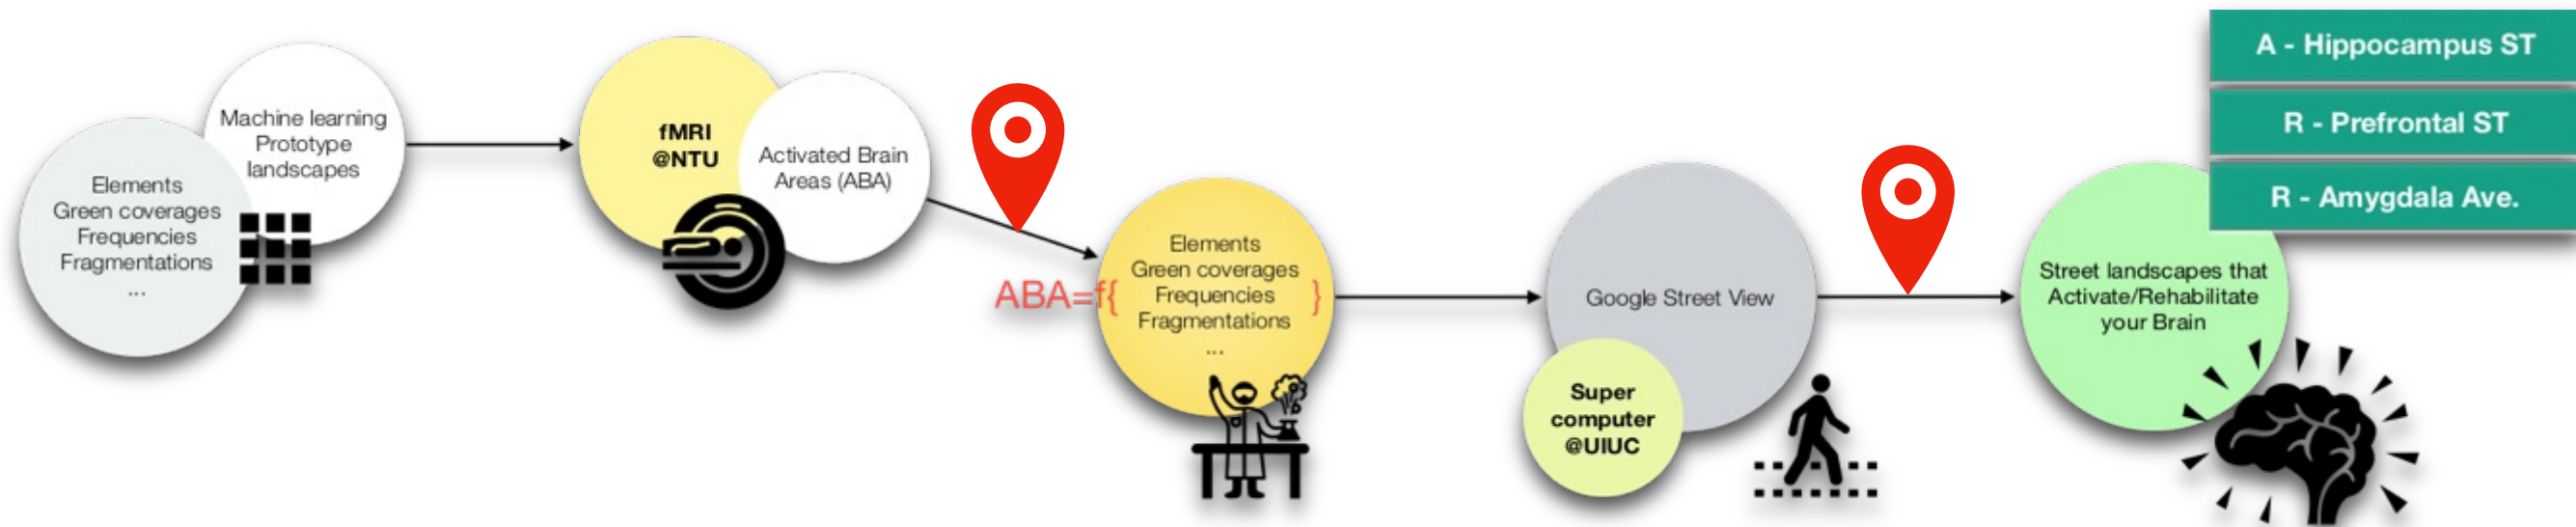 Machine learning
Prototype
landscapes
Elements
Green coverages
Frequencies
Fragmentations
...
fMRI
@NTU
Activated Brain
Areas (ABA)
ABA=f{
Elements
Green coverages
Frequencies
Fragmentations
...
}
Google Street View
Super
computer
@UIUC
A - Hippocampus ST
R - Prefrontal ST
R - Amygdala Ave.
Street landscapes that
Activate/Rehabilitate
your Brain